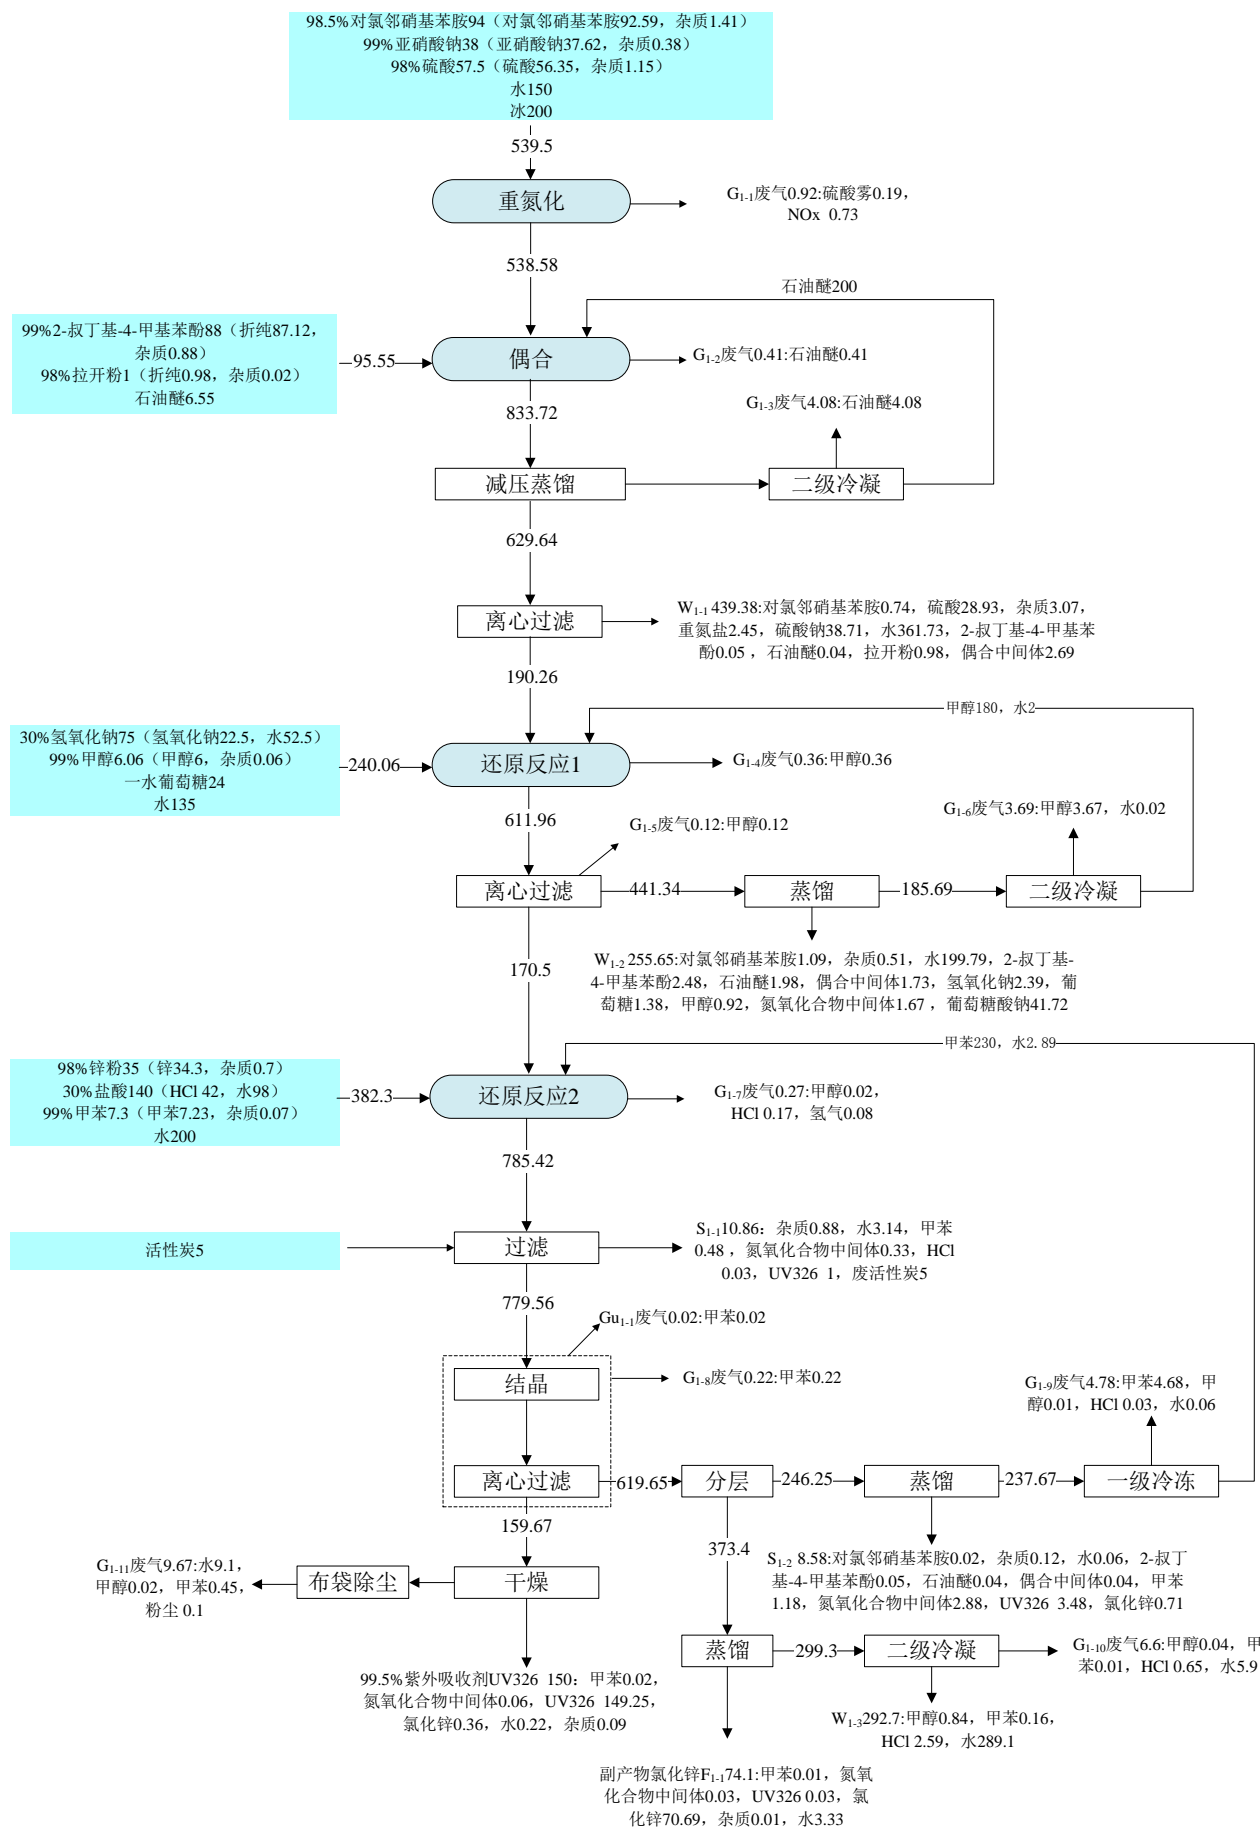 98.5%对氯邻硝基苯胺94（对氯邻硝基苯胺92.59，杂质1.41）
99%亚硝酸钠38（亚硝酸钠37.62，杂质0.38）
98%硫酸57.5（硫酸56.35，杂质1.15）
水150
冰200
539.5
重氮化
G1-1废气0.92:硫酸雾0.19，
NOx 0.73
538.58
石油醚200
99%2-叔丁基-4-甲基苯酚88（折纯87.12，
杂质0.88）
98%拉开粉1（折纯0.98，杂质0.02）
石油醚6.55
95.55
偶合
G1-2废气0.41:石油醚0.41
833.72
G1-3废气4.08:石油醚4.08
减压蒸馏
二级冷凝
629.64
离心过滤
W1-1 439.38:对氯邻硝基苯胺0.74，硫酸28.93，杂质3.07，
重氮盐2.45，硫酸钠38.71，水361.73，2-叔丁基-4-甲基苯
酚0.05 ，石油醚0.04，拉开粉0.98，偶合中间体2.69
190.26
甲醇180，水2
30%氢氧化钠75（氢氧化钠22.5，水52.5）
99%甲醇6.06（甲醇6，杂质0.06）
一水葡萄糖24
水135
240.06
还原反应1
G1-4废气0.36:甲醇0.36
611.96
G1-5废气0.12:甲醇0.12
G1-6废气3.69:甲醇3.67，水0.02
离心过滤
441.34
蒸馏
185.69
二级冷凝
170.5
W1-2 255.65:对氯邻硝基苯胺1.09，杂质0.51，水199.79，2-叔丁基-
4-甲基苯酚2.48，石油醚1.98，偶合中间体1.73，氢氧化钠2.39，葡
萄糖1.38，甲醇0.92，氮氧化合物中间体1.67 ，葡萄糖酸钠41.72
甲苯230，水2.89
98%锌粉35（锌34.3，杂质0.7）
30%盐酸140（HCl 42，水98）
99%甲苯7.3（甲苯7.23，杂质0.07）
水200
382.3
还原反应2
G1-7废气0.27:甲醇0.02，
HCl 0.17，氢气0.08
785.42
活性炭5
过滤
S1-110.86：杂质0.88，水3.14，甲苯
0.48 ，氮氧化合物中间体0.33，HCl
0.03，UV326 1，废活性炭5
779.56
Gu1-1废气0.02:甲苯0.02
结晶
G1-8废气0.22:甲苯0.22
G1-9废气4.78:甲苯4.68，甲
醇0.01，HCl 0.03，水0.06
离心过滤
619.65
分层
246.25
蒸馏
237.67
一级冷冻
159.67
373.4
S1-2 8.58:对氯邻硝基苯胺0.02，杂质0.12，水0.06，2-叔丁
基-4-甲基苯酚0.05，石油醚0.04，偶合中间体0.04，甲苯
1.18，氮氧化合物中间体2.88，UV326 3.48，氯化锌0.71
G1-11废气9.67:水9.1，
甲醇0.02，甲苯0.45，
粉尘 0.1
布袋除尘
干燥
蒸馏
299.3
二级冷凝
G1-10废气6.6:甲醇0.04，甲
苯0.01，HCl 0.65，水5.9
99.5%紫外吸收剂UV326 150：甲苯0.02，
氮氧化合物中间体0.06，UV326 149.25，
氯化锌0.36，水0.22，杂质0.09
W1-3292.7:甲醇0.84，甲苯0.16，
HCl 2.59，水289.1
副产物氯化锌F1-174.1:甲苯0.01，氮氧
化合物中间体0.03，UV326 0.03，氯
化锌70.69，杂质0.01，水3.33